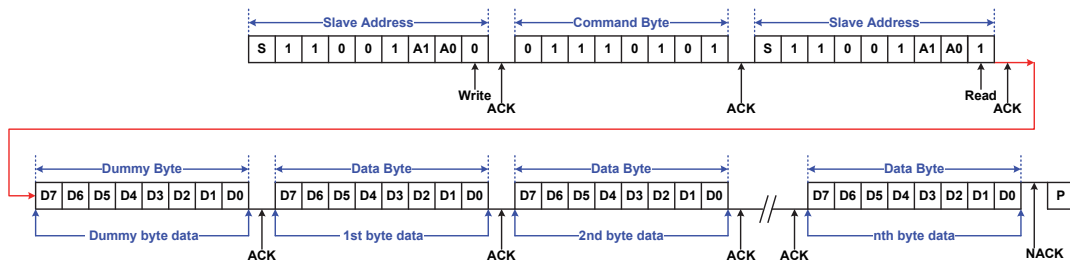 Slave Address Command Byte Slave Address
S 1 1 0 0 1 A1 A0 0 0 1 1 1 0 1 0 1 S 1 1 0 0 1 A1 A0 1
Write ACK ACK Read ACK
Dummy Byte Data Byte Data Byte Data Byte
D7 D6 D5 D4 D3 D2 D1 D0 D7 D6 D5 D4 D3 D2 D1 D0 D7 D6 D5 D4 D3 D2 D1 D0 // D7 D6 D5 D4 D3 D2 D1 D0 P
Dummy byte data 1st byte data 2nd byte data nth byte data
ACK ACK ACK ACK NACK